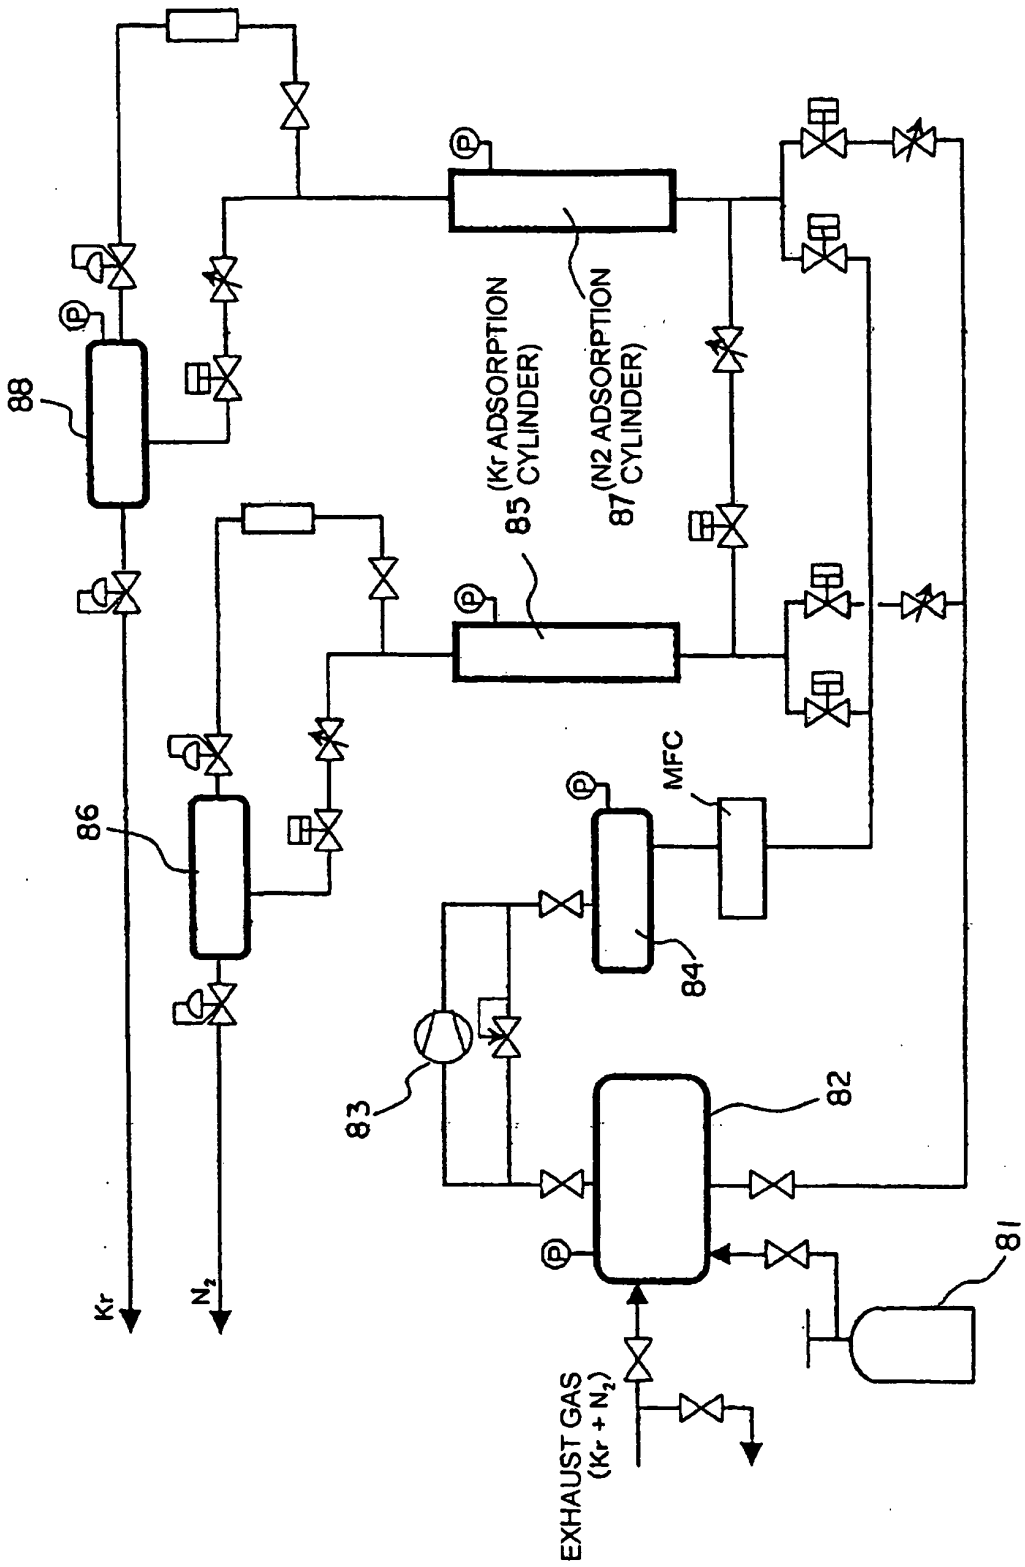 88
P
P
85 (Kr ADSORPTION
CYLINDER)
87 (N2 ADSORPTION
CYLINDER)
86
P
P
MFC
84
83
82
P
81
Kr
N₂
EXHAUST GAS
(Kr + N₂)